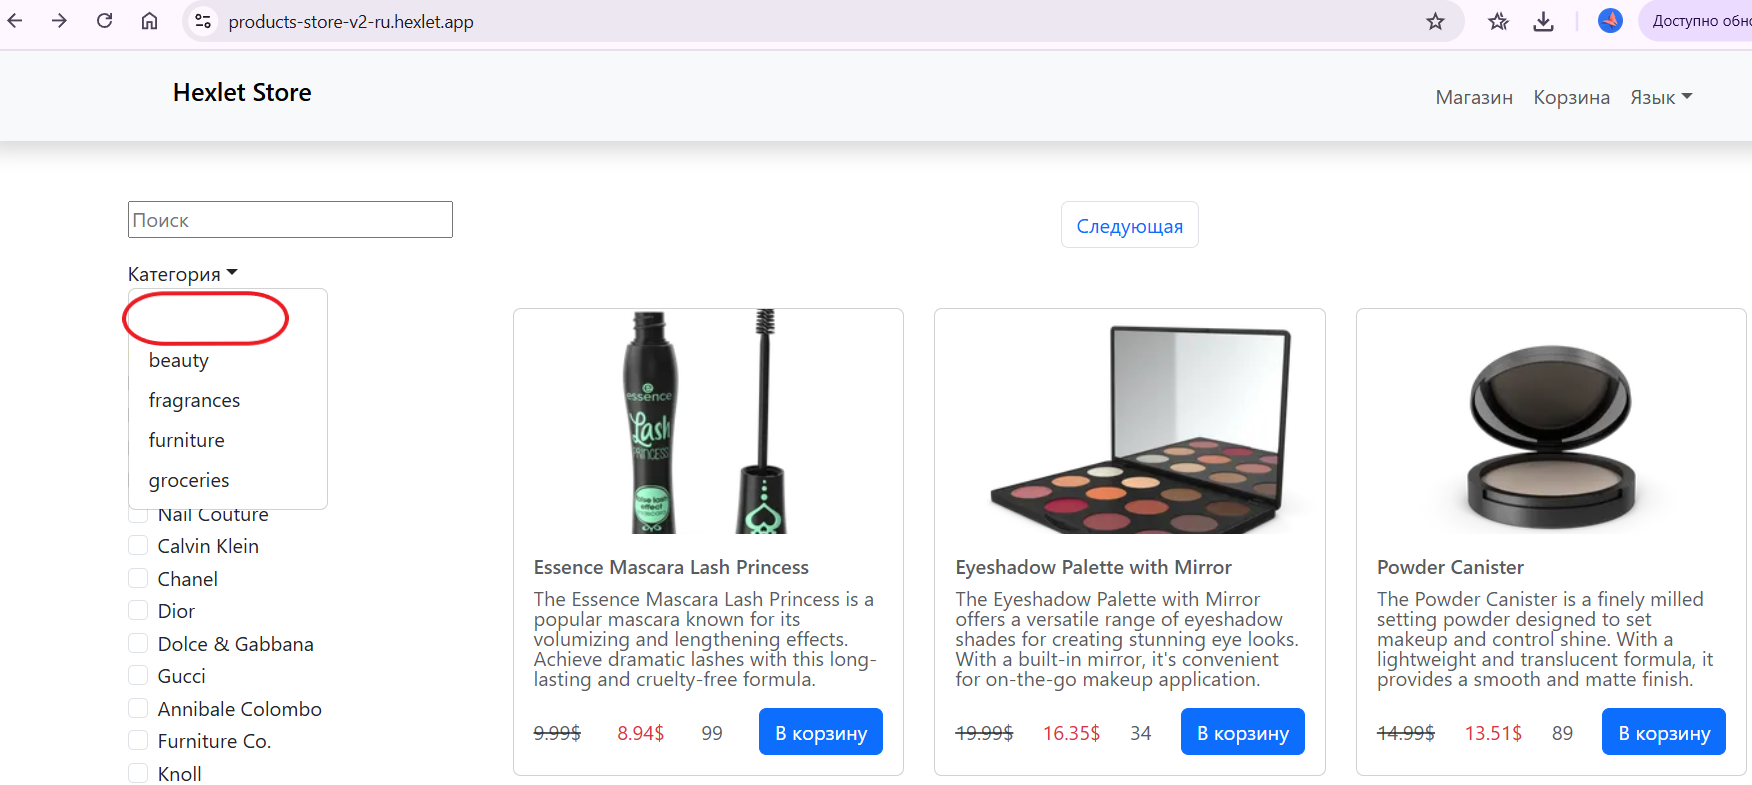 products-store-v2-ru.hexlet.app
Доступно обно
Hexlet Store
Магазин Корзина Язык
Поиск
Следующая
Категория
beauty
fragrances
furniture
groceries
Nail Couture
Calvin Klein
Chanel
Dior
Dolce & Gabbana
Gucci
Annibale Colombo
Furniture Co.
Knoll
essence
Lash
PRINCESS
false lash
effect
Essence Mascara Lash Princess
The Essence Mascara Lash Princess is a
popular mascara known for its
volumizing and lengthening effects.
Achieve dramatic lashes with this long-
lasting and cruelty-free formula.
9.99$ 8.94$ 99 В корзину
Eyeshadow Palette with Mirror
The Eyeshadow Palette with Mirror
offers a versatile range of eyeshadow
shades for creating stunning eye looks.
With a built-in mirror, it's convenient
for on-the-go makeup application.
19.99$ 16.35$ 34 В корзину
Powder Canister
The Powder Canister is a finely milled
setting powder designed to set
makeup and control shine. With a
lightweight and translucent formula, it
provides a smooth and matte finish.
14.99$ 13.51$ 89 В корзину